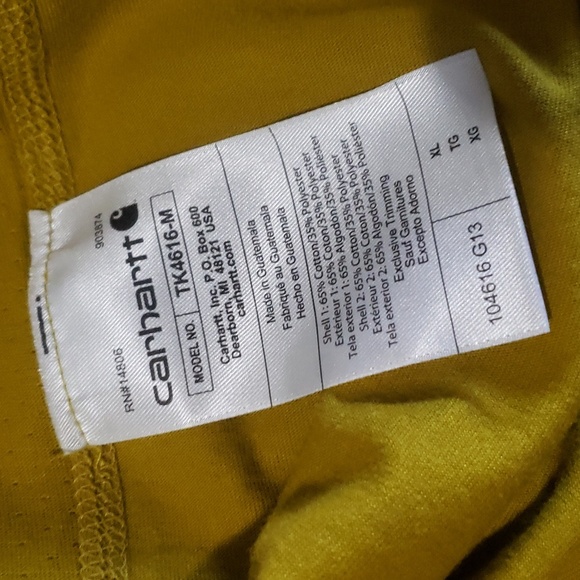 RN#14806 903874
carhartt
MODEL NO. TK4616-M
Carhartt, Inc. P.O. Box 600
Dearborn, MI, 48121 USA
carhartt.com
Made in Guatemala
Fabriqué au Guatemala
Hecho en Guatemala
Shell 1: 65% Cotton/35% Polyester
Extérieur 1: 65% Coton/35% Polyester
Tela exterior 1: 65% Algodón/35% Poliéster
Shell 2: 65% Cotton/35% Polyester
Extérieur 2: 65% Coton/35% Polyester
Tela exterior 2: 65% Algodón/35% Poliéster
Exclusive Trimming
Sauf Garnitures
Excepto Adorno
XL
TG
XG
104616 G13